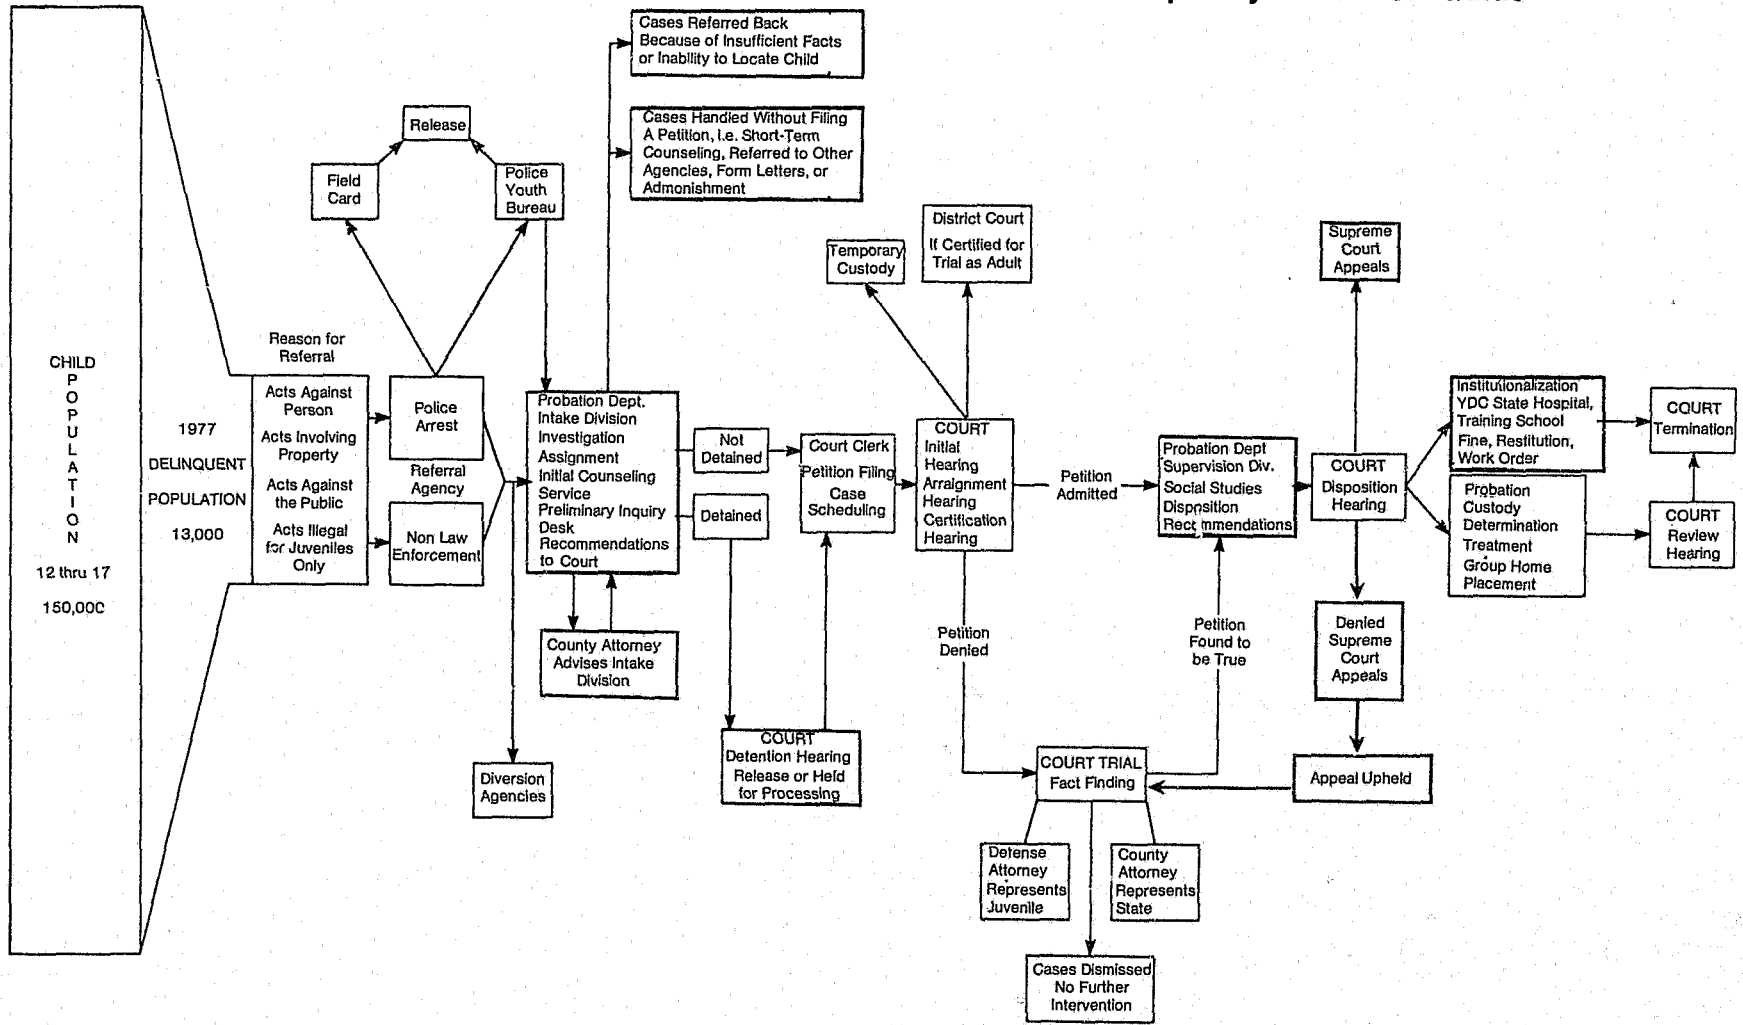 CHILD
P
O
P
U
L
A
T
I
O
N
12 thru 17
150,000
1977
DELINQUENT
POPULATION
13,000
Reason for
Referral
Acts Against
Person
Acts Involving
Property
Acts Against
the Public
Acts Illegal
for Juveniles
Only
Release
Field
Card
Police
Youth
Bureau
Police
Arrest
Referral
Agency
Non Law
Enforcement
Cases Referred Back
Because of Insufficient Facts
or Inability to Locate Child
Cases Handled Without Filing
A Petition, i.e. Short-Term
Counseling, Referred to Other
Agencies, Form Letters, or
Admonishment
Probation Dept.
Intake Division
Investigation
Assignment
Initial Counseling
Service
Preliminary Inquiry
Desk
Recommendations
to Court
County Attorney
Advises Intake
Division
Diversion
Agencies
Not
Detained
Detained
COURT
Detention Hearing
Release or Held
for Processing
Court Clerk
Petition Filing
Case
Scheduling
Temporary
Custody
District Court
If Certified for
Trial as Adult
COURT
Initial
Hearing
Arraignment
Hearing
Certification
Hearing
Petition
Admitted
Petition
Denied
Probation Dept
Supervision Div.
Social Studies
Disposition
Recommendations
Petition
Found to
be True
COURT TRIAL
Fact Finding
Defense
Attorney
Represents
Juvenile
County
Attorney
Represents
State
Cases Dismissed
No Further
Intervention
Supreme
Court
Appeals
COURT
Disposition
Hearing
Denied
Supreme
Court
Appeals
Appeal Upheld
Institutionalization
YDC State Hospital,
Training School
Fine, Restitution,
Work Order
Probation
Custody
Determination
Treatment
Group Home
Placement
COURT
Termination
COURT
Review
Hearing